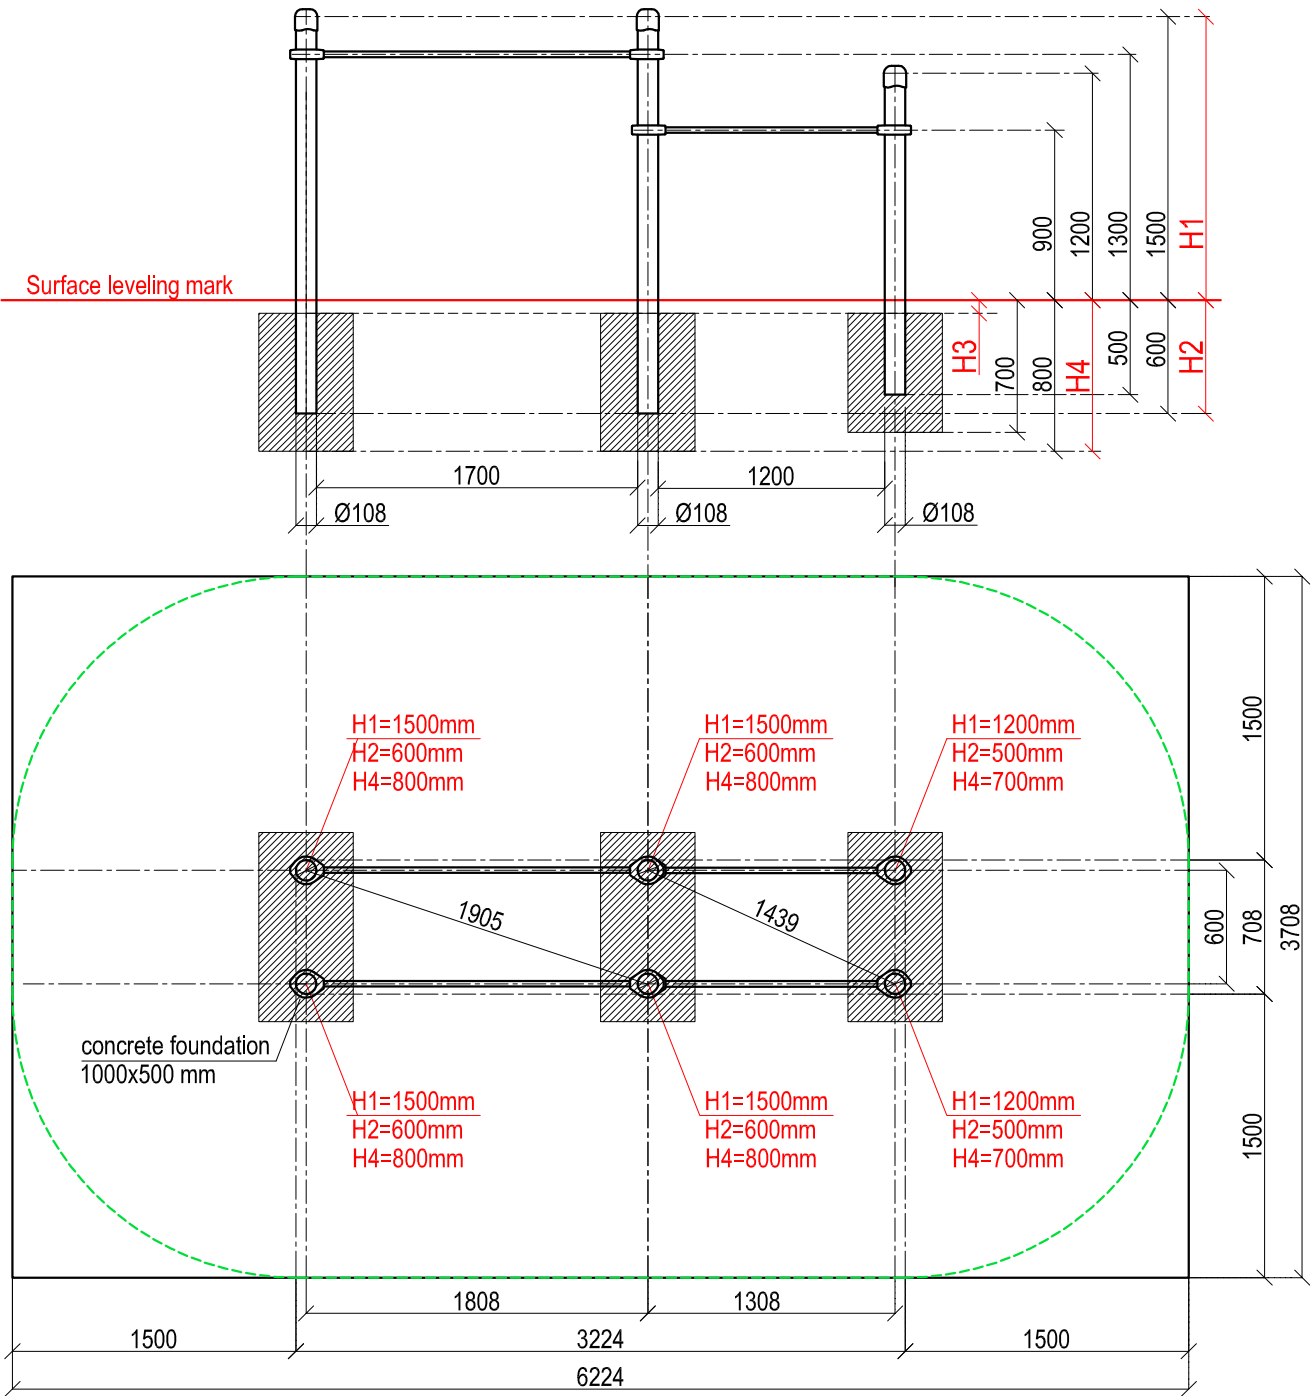 900
1200
1300
1500
H1
Surface leveling mark
H3
700
800
H4
500
600
H2
1700
1200
Ø108
Ø108
Ø108
H1=1500mm
H2=600mm
H4=800mm
H1=1500mm
H2=600mm
H4=800mm
H1=1200mm
H2=500mm
H4=700mm
1500
1905
1439
600
708
3708
concrete foundation
1000x500 mm
H1=1500mm
H2=600mm
H4=800mm
H1=1500mm
H2=600mm
H4=800mm
H1=1200mm
H2=500mm
H4=700mm
1500
1808
1308
1500
3224
1500
6224